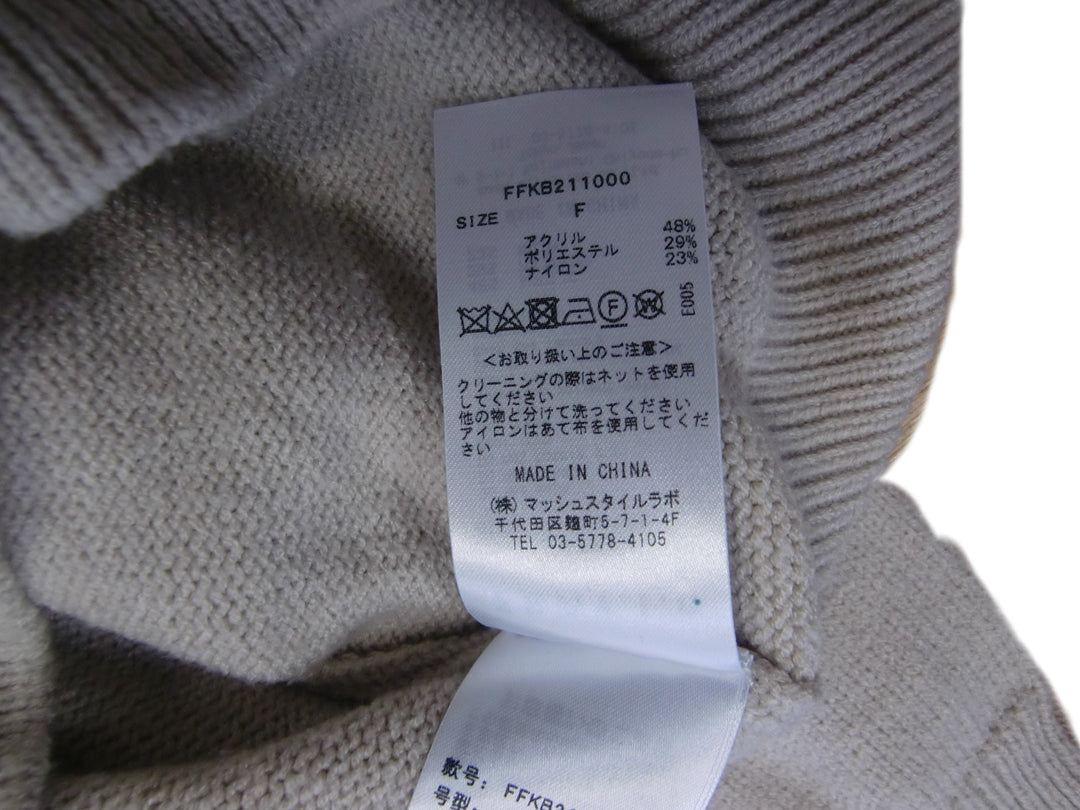 FFKB211000
SIZE F
アクリル 48%
ポリエステル 29%
ナイロン 23%
E005
F
W
<お取り扱い上のご注意>
クリーニングの際はネットを使用
してください
他の物と分けて洗ってください
アイロンはあて布を使用してくだ
さい
MADE IN CHINA
(株)マッシュスタイルラボ
千代田区麹町5-7-1-4F
TEL 03-5778-4105
款号: FFKB2
号型